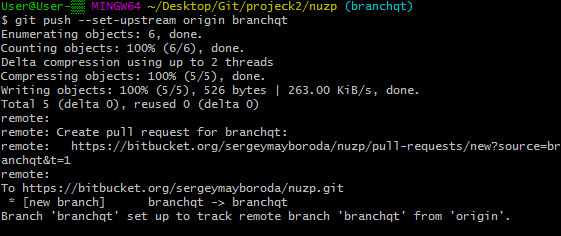 User@User-▒▒ MINGW64 ~/Desktop/Git/projeck2/nuzp (branchqt)
$ git push --set-upstream origin branchqt
Enumerating objects: 6, done.
Counting objects: 100% (6/6), done.
Delta compression using up to 2 threads
Compressing objects: 100% (5/5), done.
Writing objects: 100% (5/5), 526 bytes | 263.00 KiB/s, done.
Total 5 (delta 0), reused 0 (delta 0)
remote:
remote: Create pull request for branchqt:
remote:   https://bitbucket.org/sergeymayboroda/nuzp/pull-requests/new?source=br
anchqt&t=1
remote:
To https://bitbucket.org/sergeymayboroda/nuzp.git
 * [new branch]      branchqt -> branchqt
Branch 'branchqt' set up to track remote branch 'branchqt' from 'origin'.